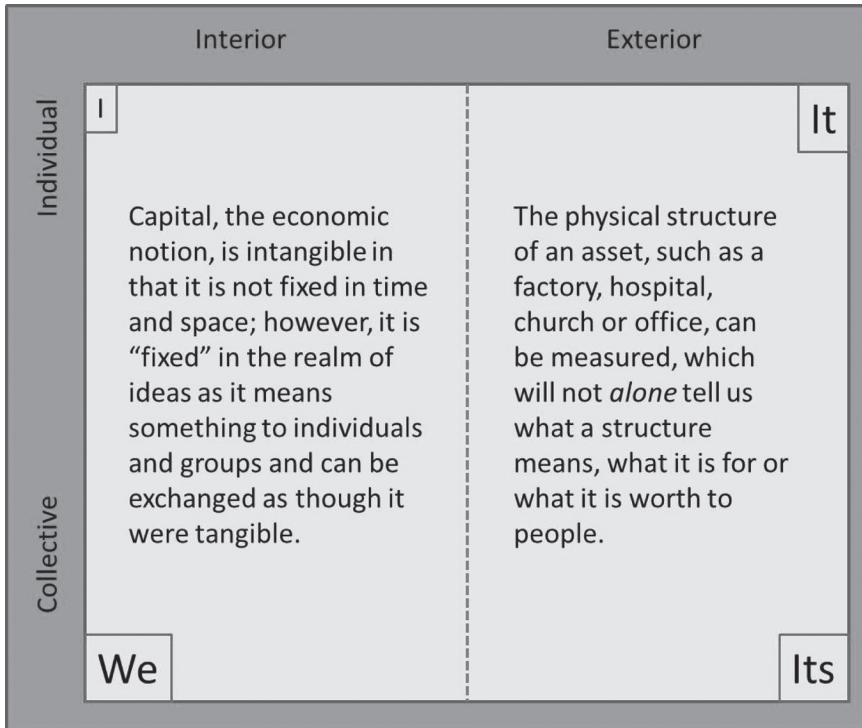 Interior
Exterior
Individual
I
It
Capital, the economic
notion, is intangible in
that it is not fixed in time
and space; however, it is
“fixed” in the realm of
ideas as it means
something to individuals
and groups and can be
exchanged as though it
were tangible.
The physical structure
of an asset, such as a
factory, hospital,
church or office, can
be measured, which
will not alone tell us
what a structure
means, what it is for or
what it is worth to
people.
Collective
We
Its